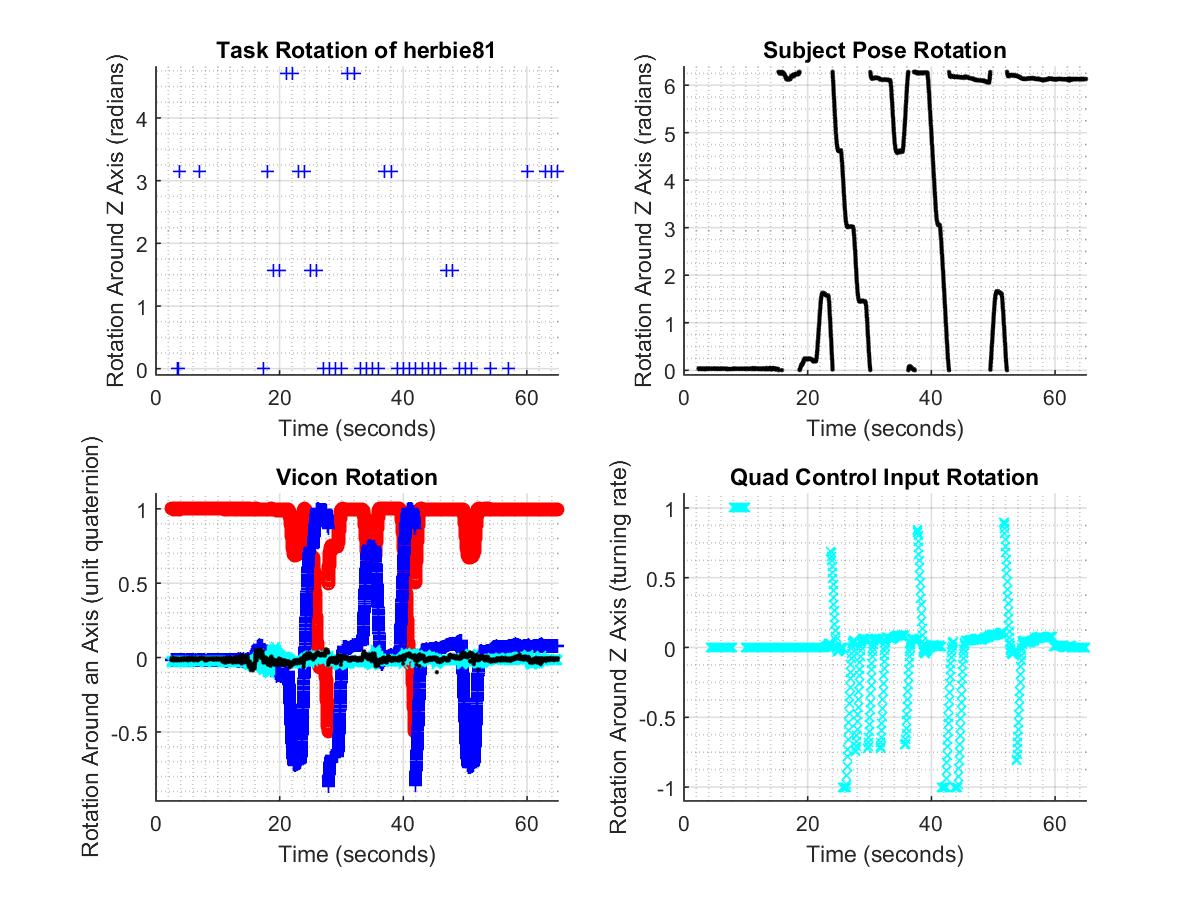 Task Rotation of herbie81
Rotation Around Z Axis (radians)
4
3
2
1
0
0 20 40 60
Time (seconds)
Subject Pose Rotation
Rotation Around Z Axis (radians)
6
5
4
3
2
1
0
0 20 40 60
Time (seconds)
Vicon Rotation
Rotation Around an Axis (unit quaternion)
1
0.5
0
-0.5
0 20 40 60
Time (seconds)
Quad Control Input Rotation
Rotation Around Z Axis (turning rate)
1
0.5
0
-0.5
-1
0 20 40 60
Time (seconds)